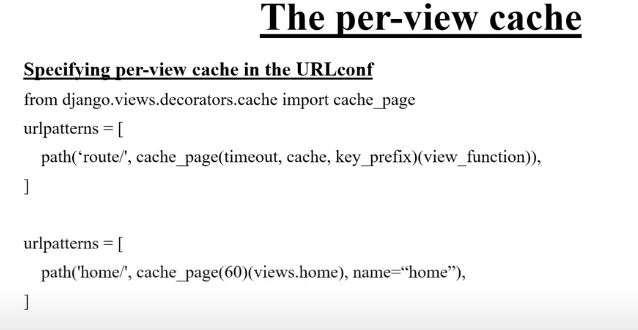 The per-view cache
Specifying per-view cache in the URLconf
from django.views.decorators.cache import cache_page
urlpatterns = [
path(‘route/', cache_page(timeout, cache, key_prefix)(view_function)),
]
urlpatterns = [
path('home/', cache_page(60)(views.home), name=“home”),
]